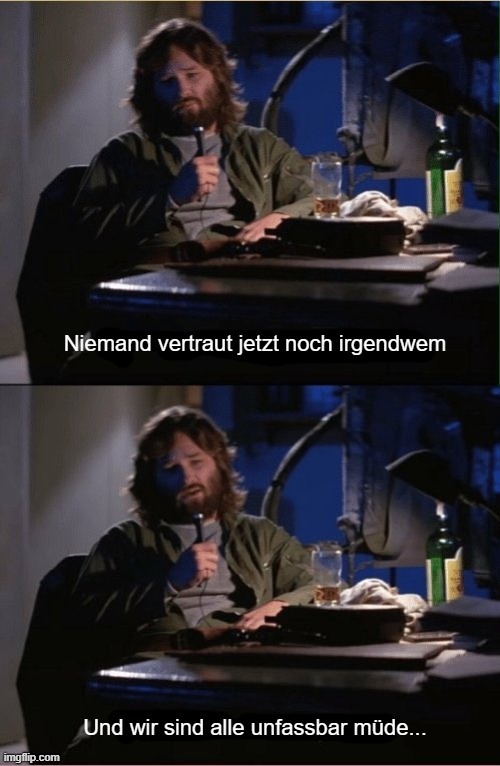 Niemand vertraut jetzt noch irgendwem
Und wir sind alle unfassbar müde...
imgflip.com